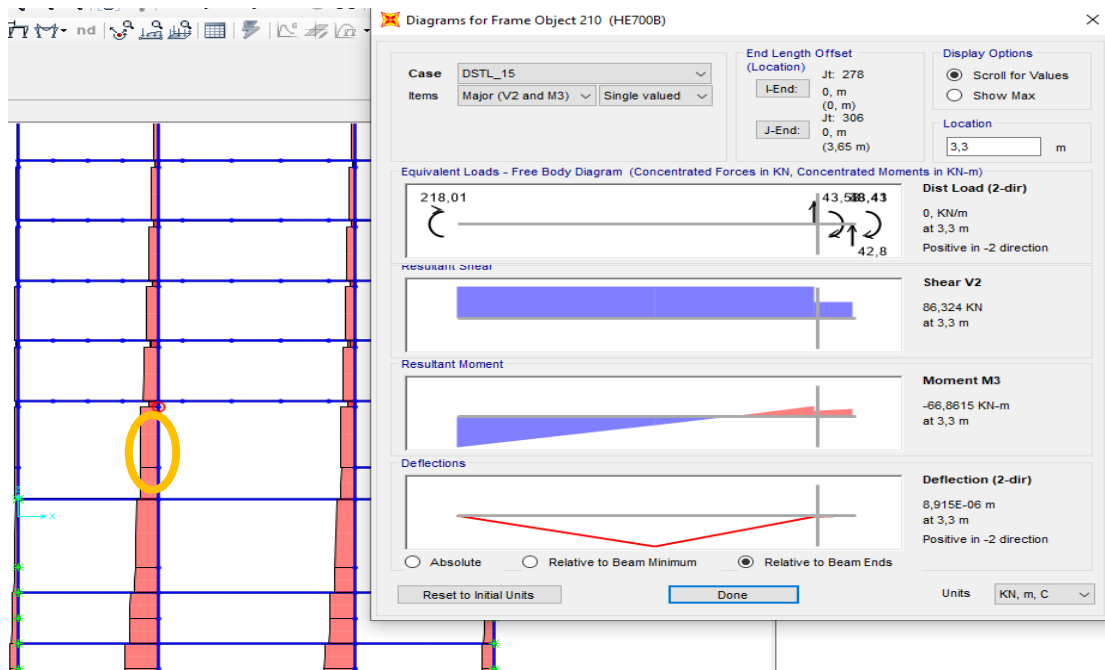 nd
Diagrams for Frame Object 210 (HE700B)
Case DSTL_15
Items Major (V2 and M3) Single valued
End Length Offset
(Location)
I-End:
Jt: 278
0, m
(0, m)
J-End:
Jt: 306
0, m
(3,65 m)
Display Options
Scroll for Values
Show Max
Location
3,3 m
Equivalent Loads - Free Body Diagram (Concentrated Forces in KN, Concentrated Moments in KN-m)
218,01
42,8
Dist Load (2-dir)
0, KN/m
at 3,3 m
Positive in -2 direction
Resultant Shear
Shear V2
86,324 KN
at 3,3 m
Resultant Moment
Moment M3
-66,8615 KN-m
at 3,3 m
Deflections
Deflection (2-dir)
8,915E-06 m
at 3,3 m
Positive in -2 direction
Absolute Relative to Beam Minimum Relative to Beam Ends
Reset to Initial Units Done Units KN, m, C
X